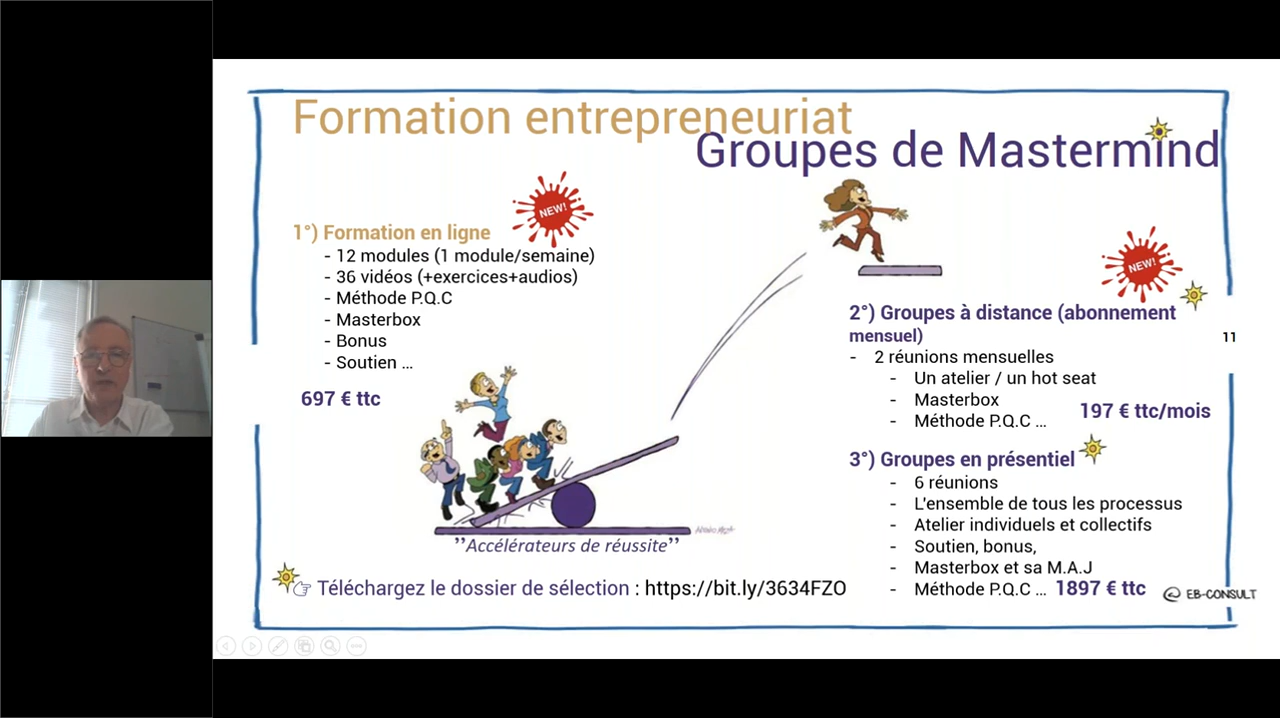 Formation entrepreneuriat
Groupes de Mastermind
NEW!
1°) Formation en ligne
- 12 modules (1 module/semaine)
- 36 vidéos (+exercices+audios)
- Méthode P.Q.C
- Masterbox
- Bonus
- Soutien ...
697 € ttc
"Accélérateurs de réussite"
NEW!
2°) Groupes à distance (abonnement
mensuel)
- 2 réunions mensuelles
- Un atelier / un hot seat
- Masterbox
- Méthode P.Q.C ...
197 € ttc/mois
3°) Groupes en présentiel
- 6 réunions
- L'ensemble de tous les processus
- Atelier individuels et collectifs
- Soutien, bonus,
- Masterbox et sa M.A.J
- Méthode P.Q.C ... 1897 € ttc
11
☞ Téléchargez le dossier de sélection : https://bit.ly/3634FZO
EB-CONSULT